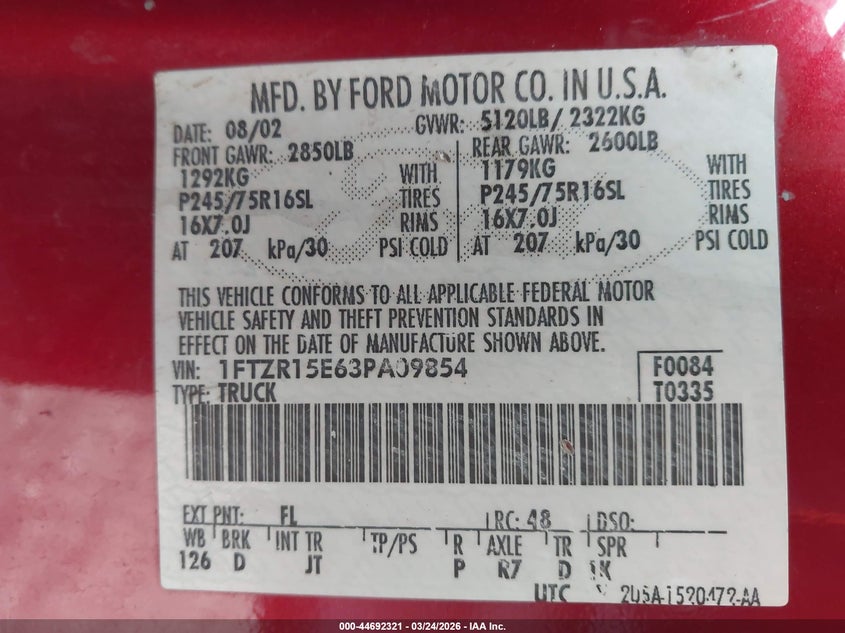 MFD. BY FORD MOTOR CO. IN U.S.A.
DATE: 08/02 GVWR: 5120LB/ 2322KG
FRONT GAWR: 2850LB REAR GAWR: 2600LB
1292KG WITH 1179KG WITH
P245/75R16SL TIRES P245/75R16SL TIRES
16X7.0J RIMS 16X7.0J RIMS
AT 207 kPa/30 PSI COLD AT 207 kPa/30 PSI COLD
THIS VEHICLE CONFORMS TO ALL APPLICABLE FEDERAL MOTOR
VEHICLE SAFETY AND THEFT PREVENTION STANDARDS IN
EFFECT ON THE DATE OF MANUFACTURE SHOWN ABOVE.
VIN: 1FTZR15E63PA09854 F0084
TYPE: TRUCK T0335
EXT PNT: FL RC: 48 DSO:
WB BRK INT TR TP/PS R AXLE TR SPR
126 D JT P R7 D 1K
UTC
000-44692321 - 03/24/2026 - IAA Inc.